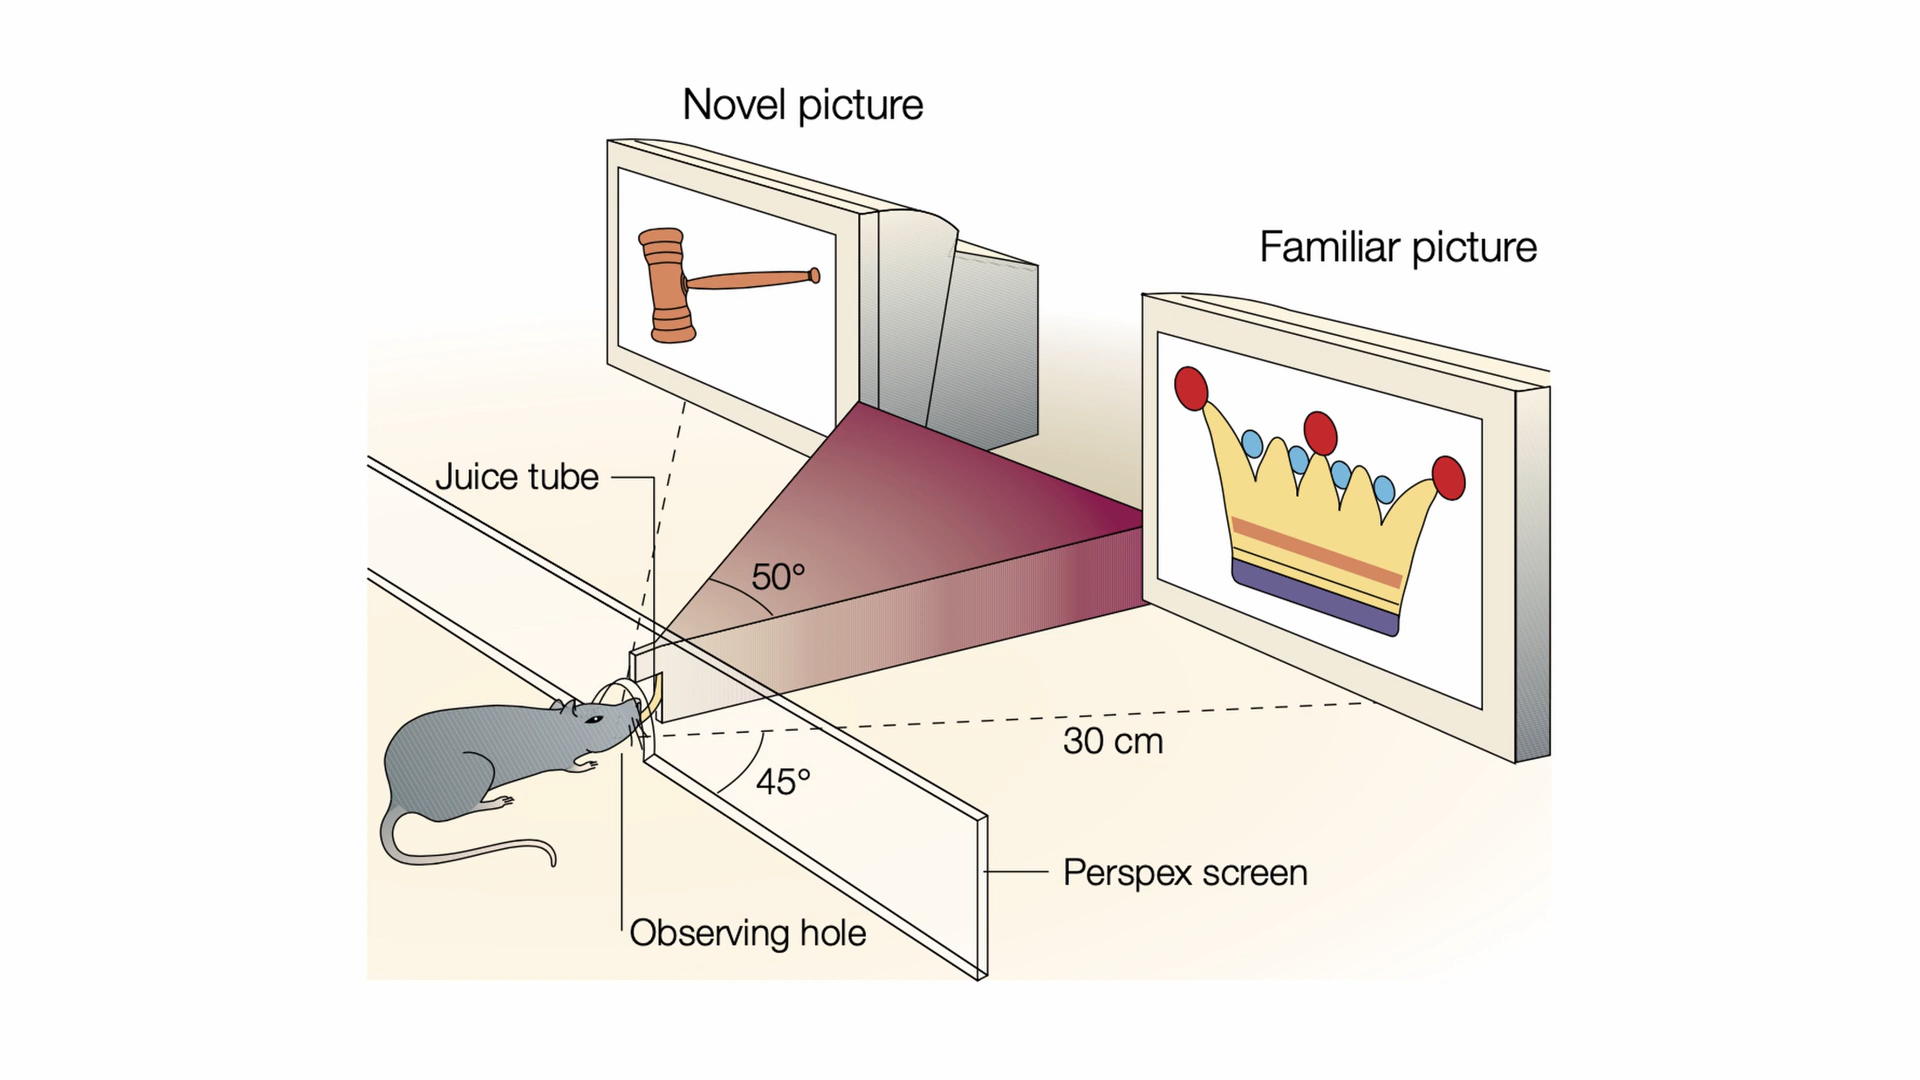 Novel picture
Familiar picture
Juice tube
50°
30 cm
45°
Perspex screen
Observing hole